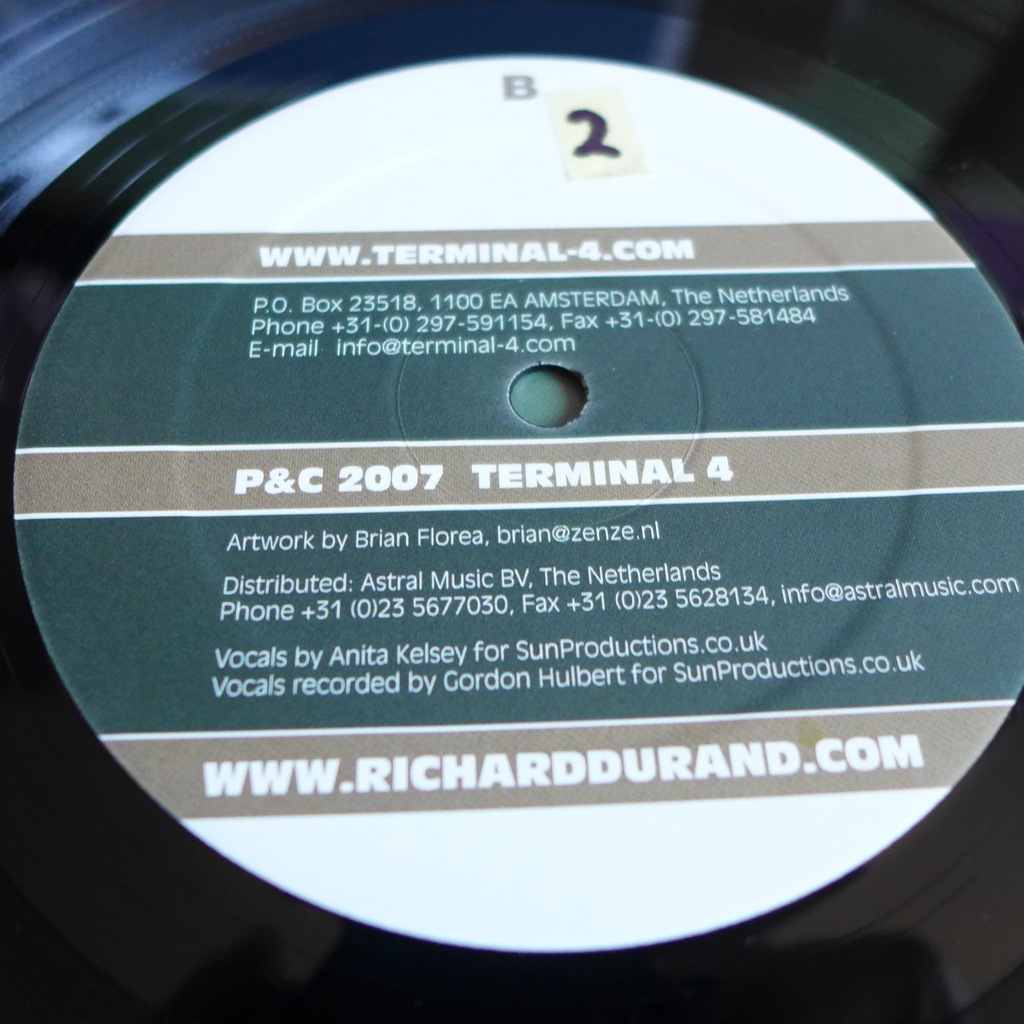 B
2
WWW.TERMINAL-4.COM
P.O. Box 23518, 1100 EA AMSTERDAM, The Netherlands
Phone +31-(0) 297-591154, Fax +31-(0) 297-581484
E-mail info@terminal-4.com
P&C 2007 TERMINAL 4
Artwork by Brian Florea, brian@zenze.nl
Distributed: Astral Music BV, The Netherlands
Phone +31 (0)23 5677030, Fax +31 (0)23 5628134, info@astralmusic.com
Vocals by Anita Kelsey for SunProductions.co.uk
Vocals recorded by Gordon Hulbert for SunProductions.co.uk
WWW.RICHARDDURAND.COM